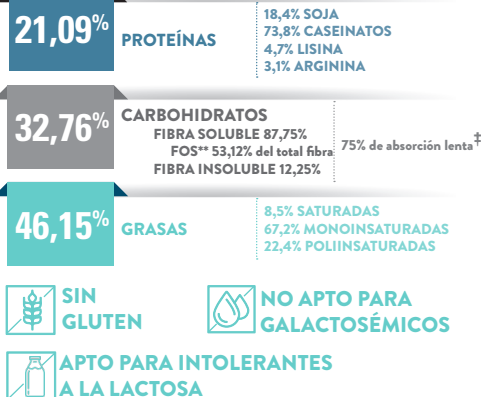 21,09%
PROTEÍNAS
18,4% SOJA
73,8% CASEINATOS
4,7% LISINA
3,1% ARGININA
32,76%
CARBOHIDRATOS
FIBRA SOLUBLE 87,75%
FOS** 53,12% del total fibra
FIBRA INSOLUBLE 12,25%
75% de absorción lenta‡
46,15%
GRASAS
8,5% SATURADAS
67,2% MONOINSATURADAS
22,4% POLIINSATURADAS
SIN
GLUTEN
NO APTO PARA
GALACTOSÉMICOS
APTO PARA INTOLERANTES
A LA LACTOSA